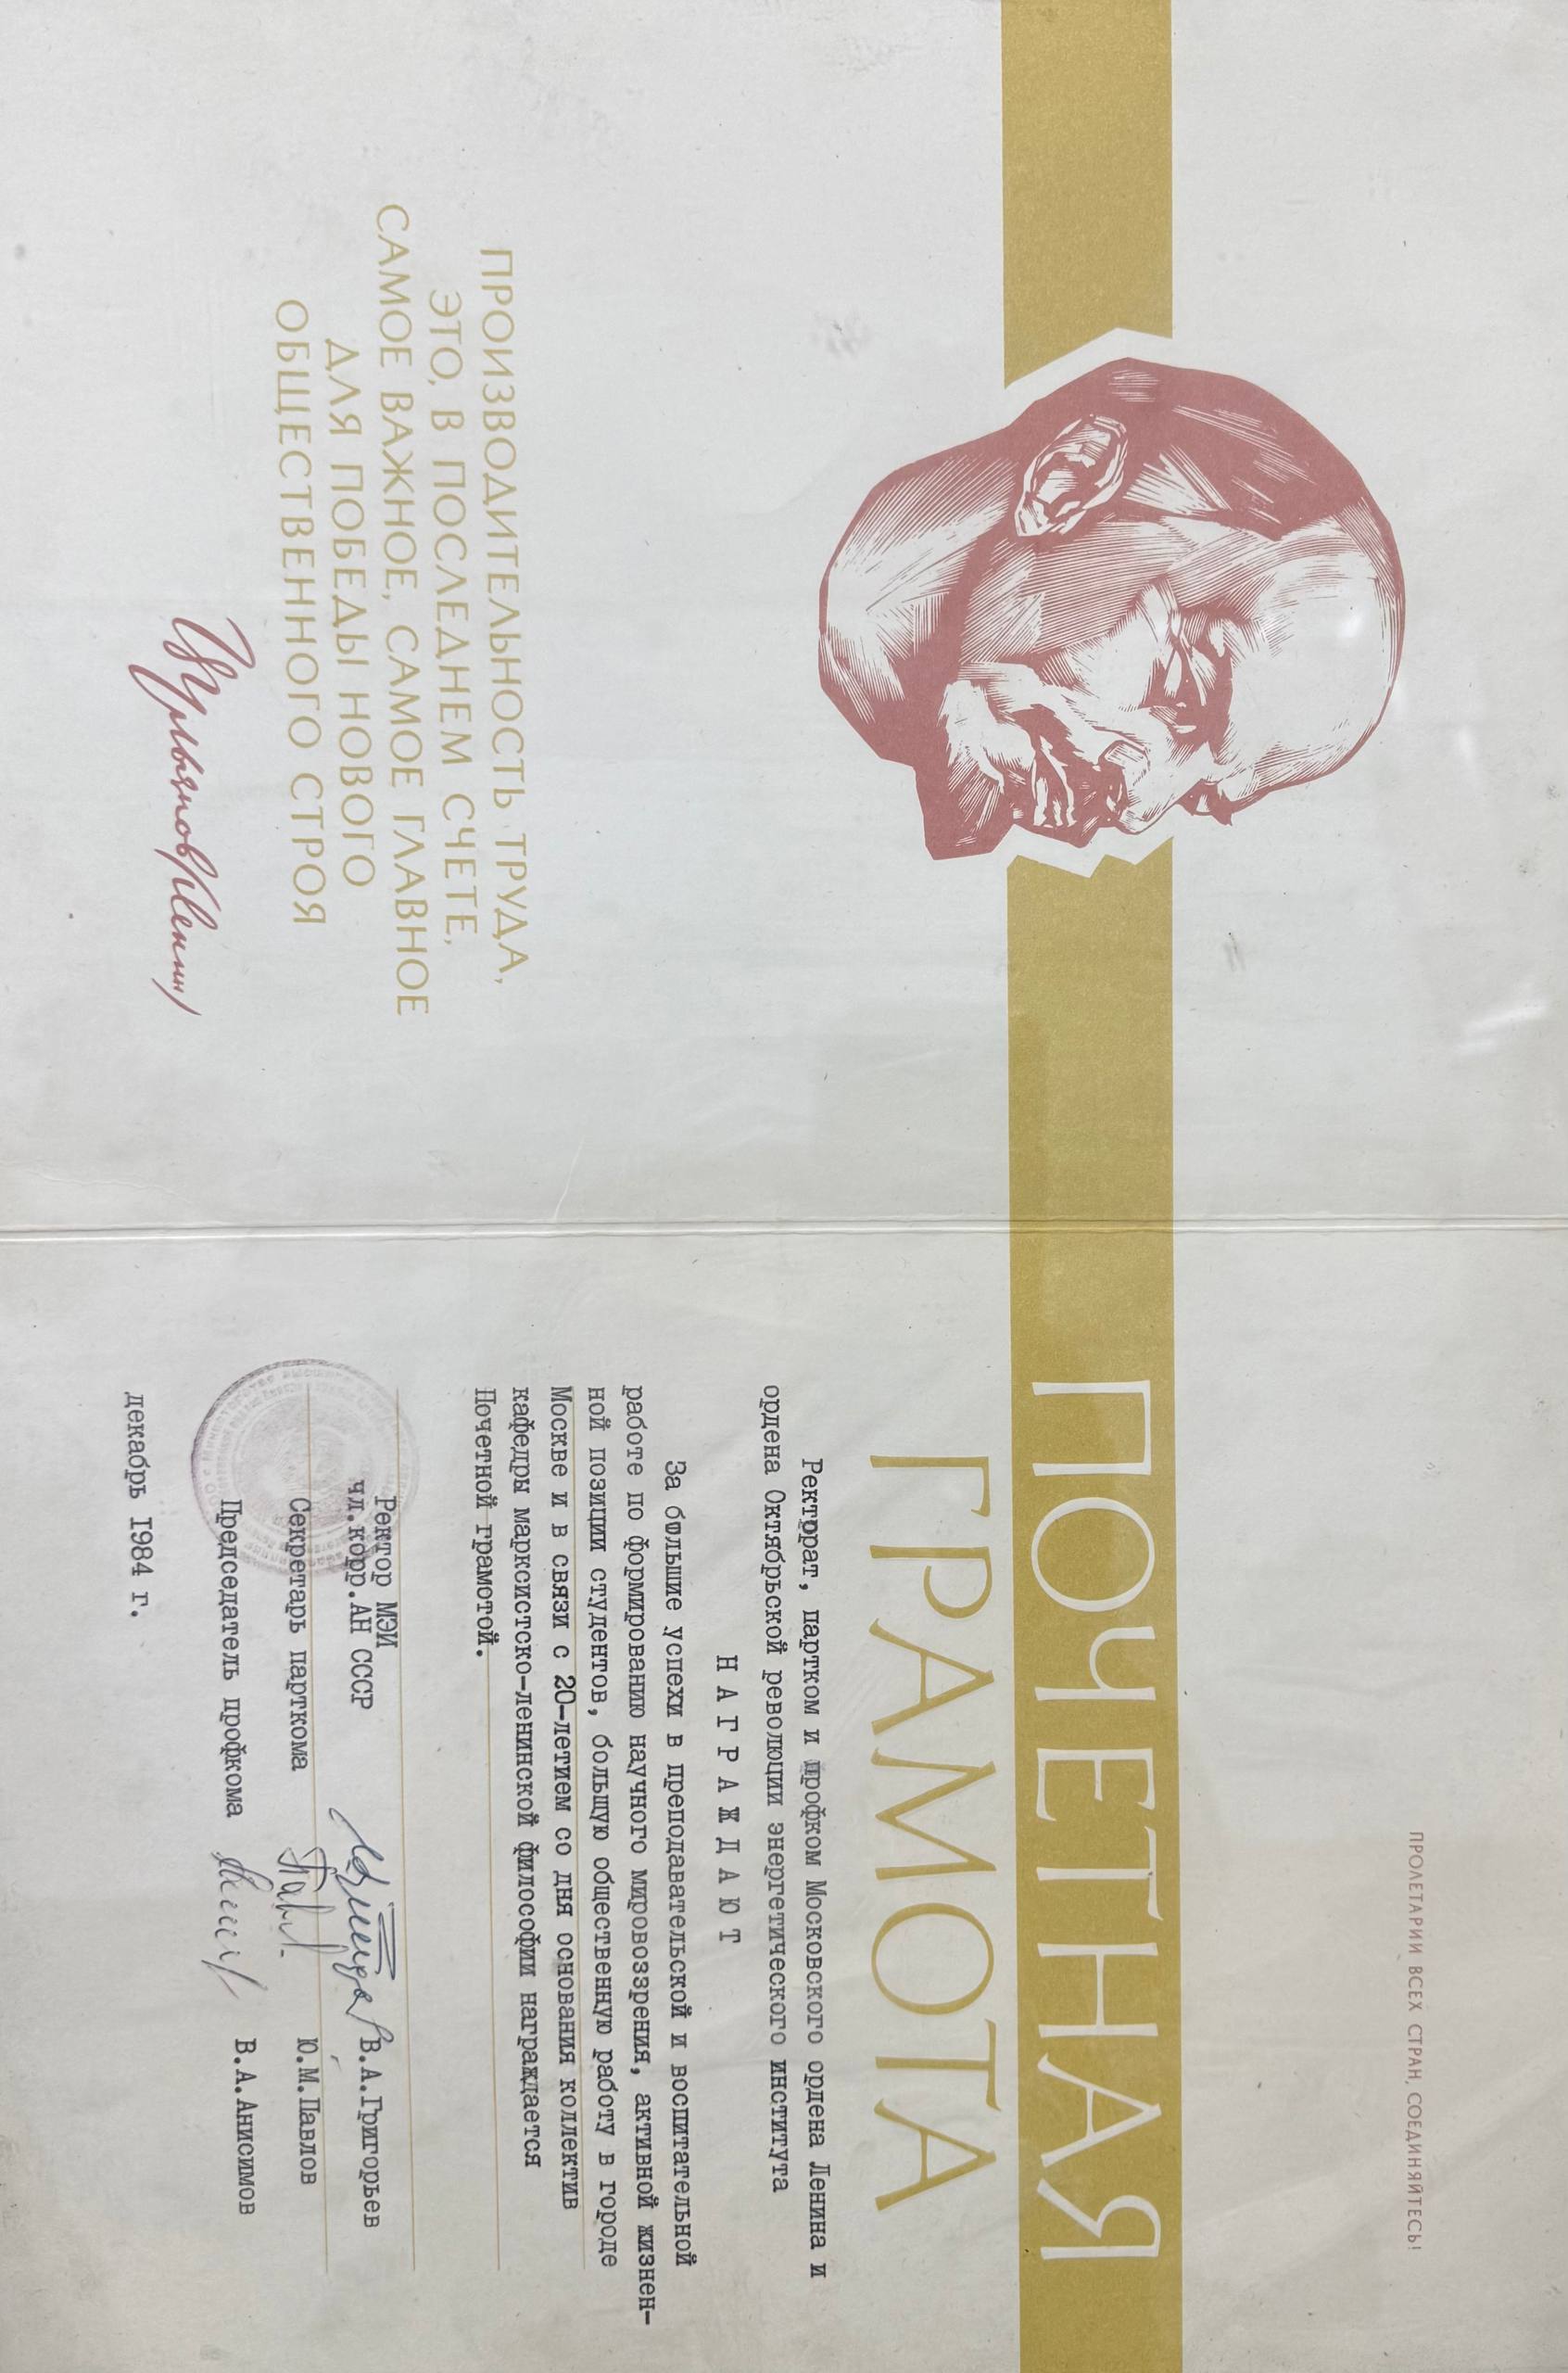 ПРОИЗВОДИТЕЛЬНОСТЬ ТРУДА,
ЭТО, В ПОСЛЕДНЕМ СЧЕТЕ,
САМОЕ ВАЖНОЕ, САМОЕ ГЛАВНОЕ
ДЛЯ ПОБЕДЫ НОВОГО
ОБЩЕСТВЕННОГО СТРОЯ
В. Ульянов (Ленин)
ПРОЛЕТАРИИ ВСЕХ СТРАН, СОЕДИНЯЙТЕСЬ!
ПОЧЕТНАЯ
ГРАМОТА
Ректорат, партком и профком Московского ордена Ленина и
ордена Октябрьской революции энергетического института
Н А Г Р А Ж Д А Ю Т
За большие успехи в преподавательской и воспитательной
работе по формированию научного мировоззрения, активной жизнен-
ной позиции студентов, большую общественную работу в городе
Москве и в связи с 20-летием со дня основания коллектив
кафедры марксистско-ленинской философии награждается
Почетной грамотой.
Ректор МЭИ
чл.корр.АН СССР В.А.Григорьев
Секретарь парткома Ю.М.Павлов
Председатель профкома В.А.Анисимов
декабрь I984 г.